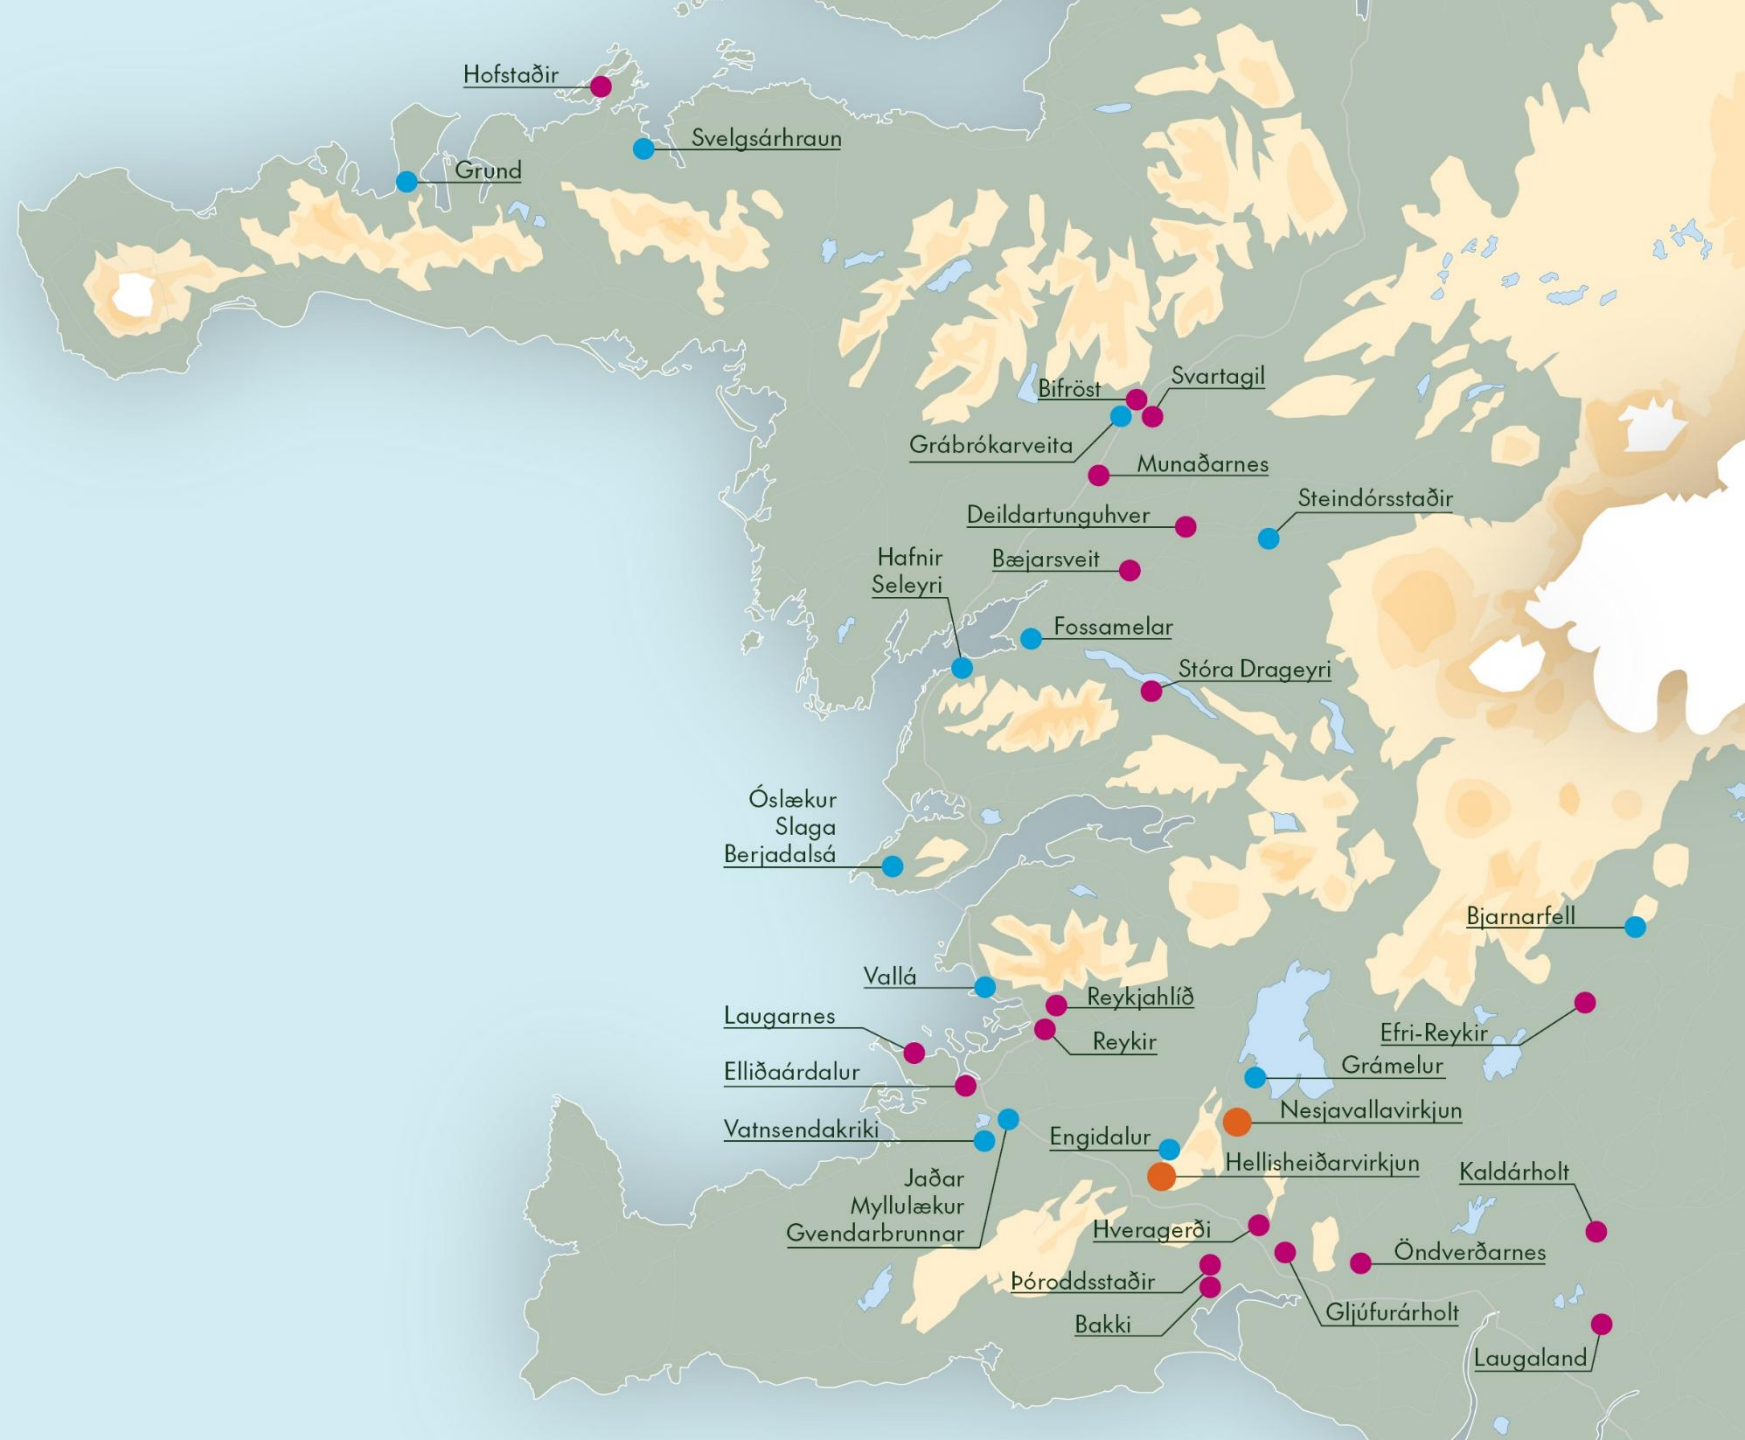 Hofstaðir
Svelgsárhraun
Grund
Bifröst
Svartagil
Grábrókarveita
Munaðarnes
Steindórsstaðir
Deildartunguhver
Hafnir
Seleyri
Bæjarsveit
Fossamelar
Stóra Drageyri
Óslækur
Slaga
Berjadalsá
Bjarnarfell
Vallá
Reykjahlíð
Laugarnes
Reykir
Efri-Reykir
Elliðaárdalur
Grámelur
Nesjavallavirkjun
Vatnsendakriki
Engidalur
Hellisheiðarvirkjun
Kaldárholt
Jaðar
Myllulækur
Gvendarbrunnar
Hveragerði
Öndverðarnes
Þóroddsstaðir
Gljúfurárholt
Bakki
Laugaland